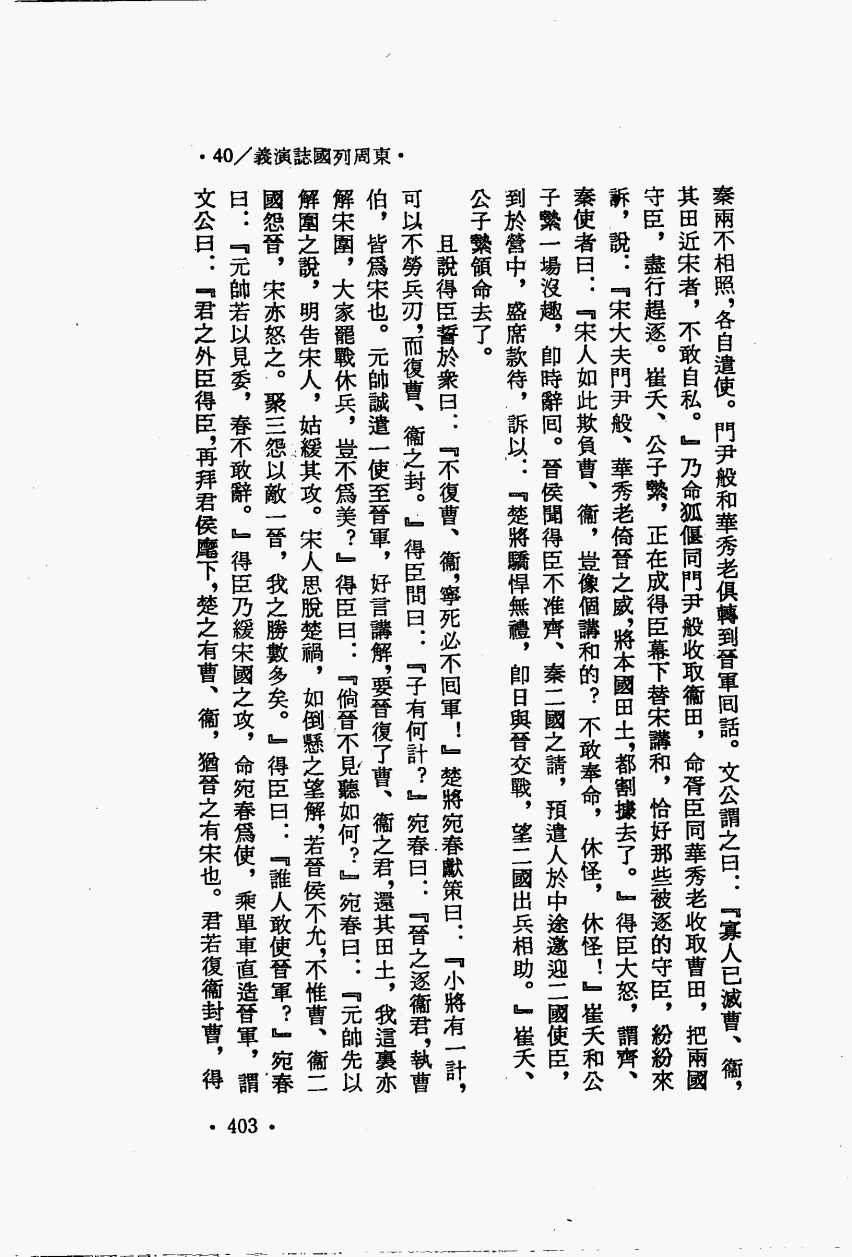 ·東周列國誌演義/40·
秦兩不相照，各自遣使。門尹般和華秀老俱轉到晉軍囘話。文公謂之曰：『寡人已滅曹、衞，
其田近宋者，不敢自私。』乃命狐偃同門尹般收取衞田，命胥臣同華秀老收取曹田，把兩國
守臣，盡行趕逐。崔夭、公子縶，正在成得臣幕下替宋講和，恰好那些被逐的守臣，紛紛來
訴，說：『宋大夫門尹般、華秀老倚晉之威，將本國田土，都割據去了。』得臣大怒，謂齊、
秦使者曰：『宋人如此欺負曹、衞，豈像個講和的？不敢奉命，休怪，休怪！』崔夭和公
子縶一場沒趣，卽時辭囘。晉侯聞得臣不准齊、秦二國之請，預遣人於中途邀迎二國使臣，
到於營中，盛席款待，訴以：『楚將驕悍無禮，卽日與晉交戰，望二國出兵相助。』崔夭、
公子縶領命去了。
且說得臣誓於衆曰：『不復曹、衞，寧死必不囘軍！』楚將宛春獻策曰：『小將有一計，
可以不勞兵刃，而復曹、衞之封。』得臣問曰：『子有何計？』宛春曰：『晉之逐衞君，執曹
伯，皆爲宋也。元帥誠遣一使至晉軍，好言講解，要晉復了曹、衞之君，還其田土，我這裏亦
解宋圍，大家罷戰休兵，豈不爲美？』得臣曰：『倘晉不見聽如何？』宛春曰：『元帥先以
解圍之說，明告宋人，姑緩其攻。宋人思脫楚禍，如倒懸之望解，若晉侯不允，不惟曹、衞二
國怨晉，宋亦怒之。聚三怨以敵一晉，我之勝數多矣。』得臣曰：『誰人敢使晉軍？』宛春
曰：『元帥若以見委，春不敢辭。』得臣乃緩宋國之攻，命宛春爲使，乘單車直造晉軍，謂
文公曰：『君之外臣得臣，再拜君侯麾下，楚之有曹、衞，猶晉之有宋也。君若復衞封曹，得
·403·